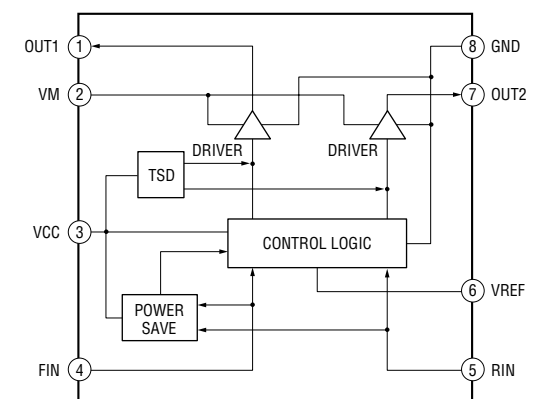 OUT1 1
8 GND
VM 2
7 OUT2
DRIVER
DRIVER
TSD
VCC 3
CONTROL LOGIC
6 VREF
POWER
SAVE
FIN 4
5 RIN